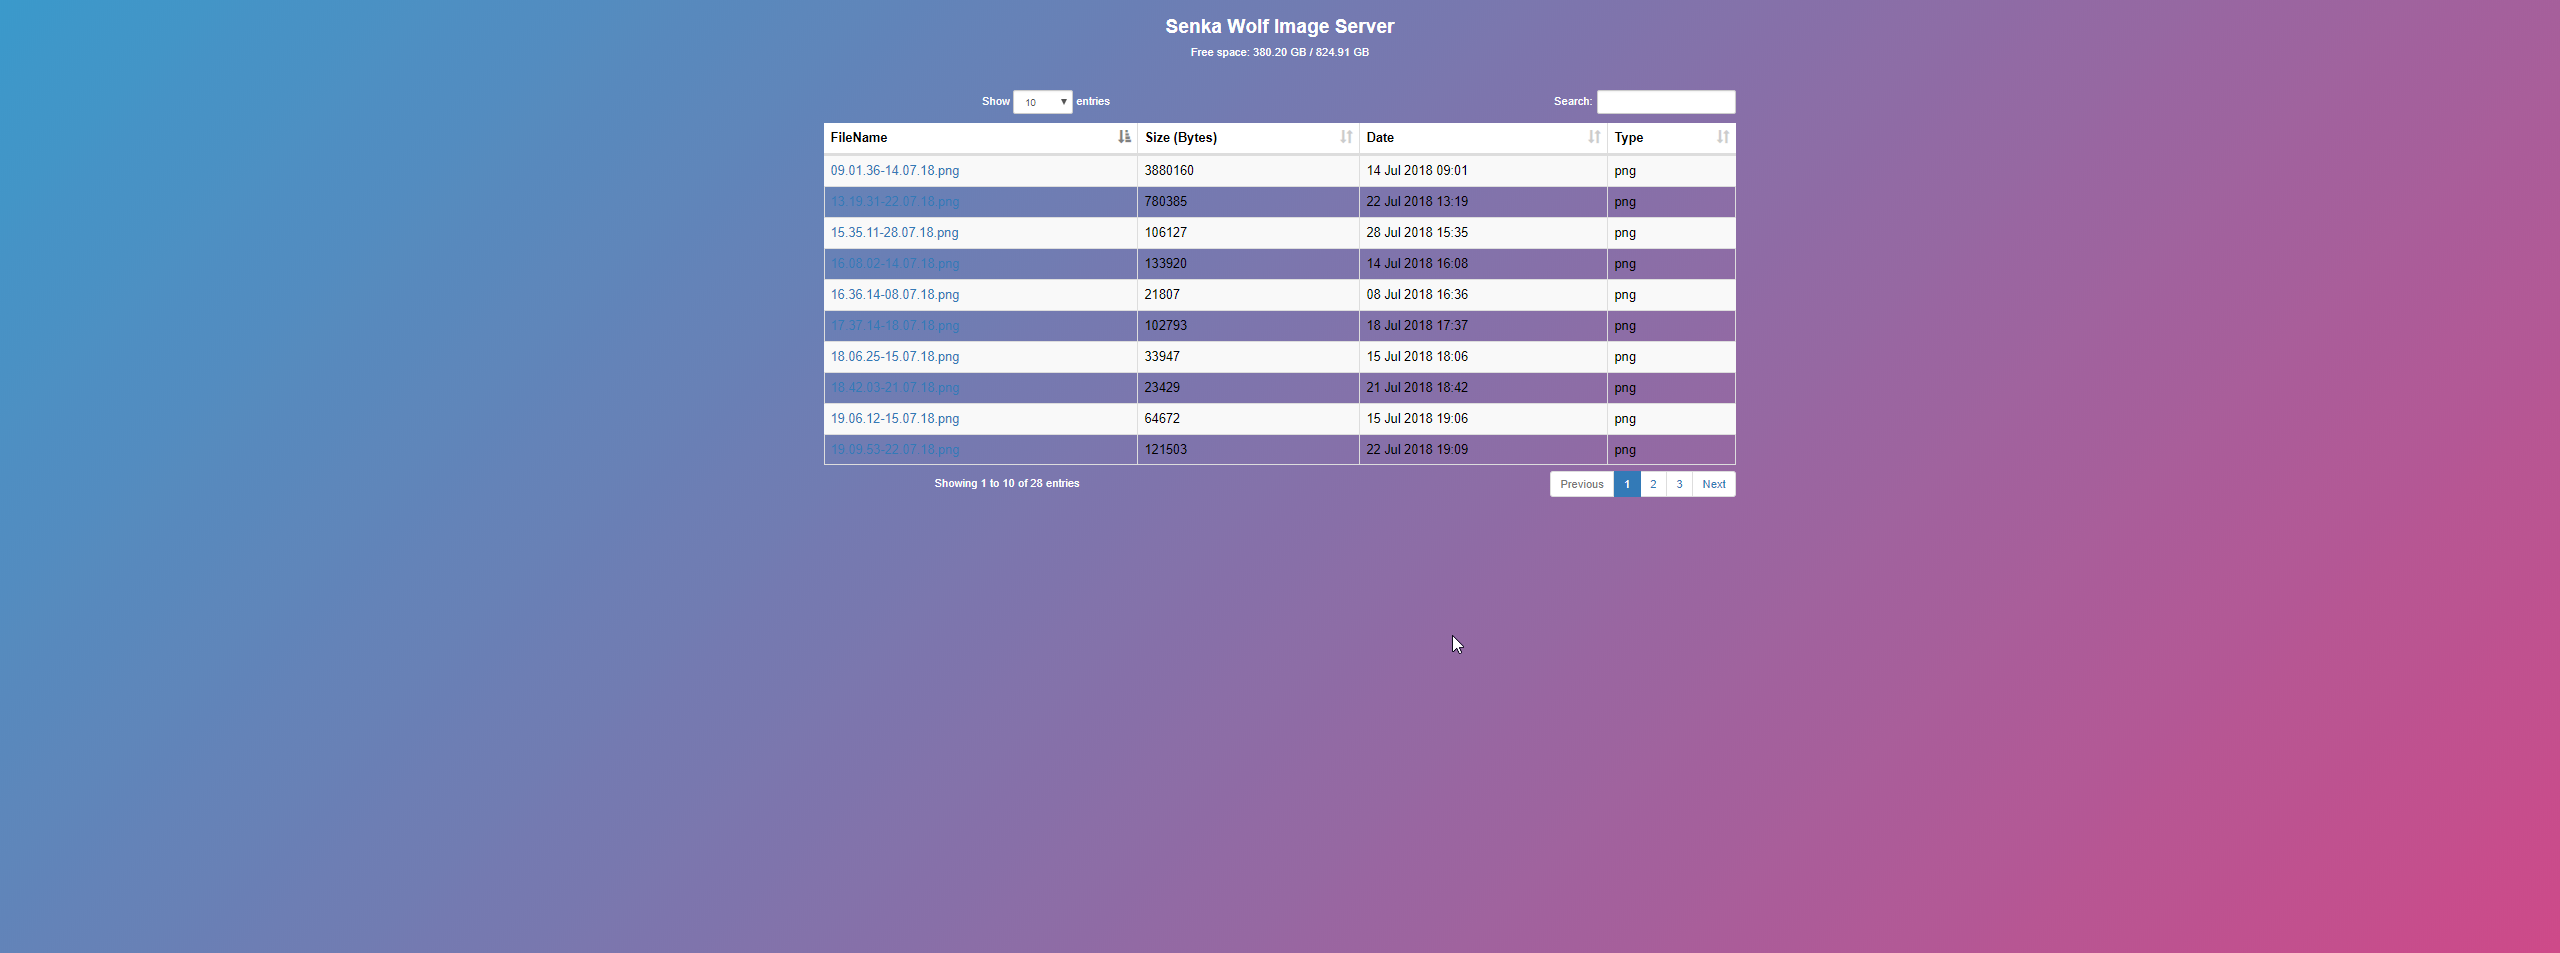 Senka Wolf Image Server
Free space: 380.20 GB / 824.91 GB
Show 10 entries Search:
FileName Size (Bytes) Date Type
09.01.36-14.07.18.png 3880160 14 Jul 2018 09:01 png
13.19.31-22.07.18.png 780385 22 Jul 2018 13:19 png
15.35.11-28.07.18.png 106127 28 Jul 2018 15:35 png
16.08.02-14.07.18.png 133920 14 Jul 2018 16:08 png
16.36.14-08.07.18.png 21807 08 Jul 2018 16:36 png
17.37.14-18.07.18.png 102793 18 Jul 2018 17:37 png
18.06.25-15.07.18.png 33947 15 Jul 2018 18:06 png
18.42.03-21.07.18.png 23429 21 Jul 2018 18:42 png
19.06.12-15.07.18.png 64672 15 Jul 2018 19:06 png
19.09.53-22.07.18.png 121503 22 Jul 2018 19:09 png
Showing 1 to 10 of 28 entries Previous 1 2 3 Next